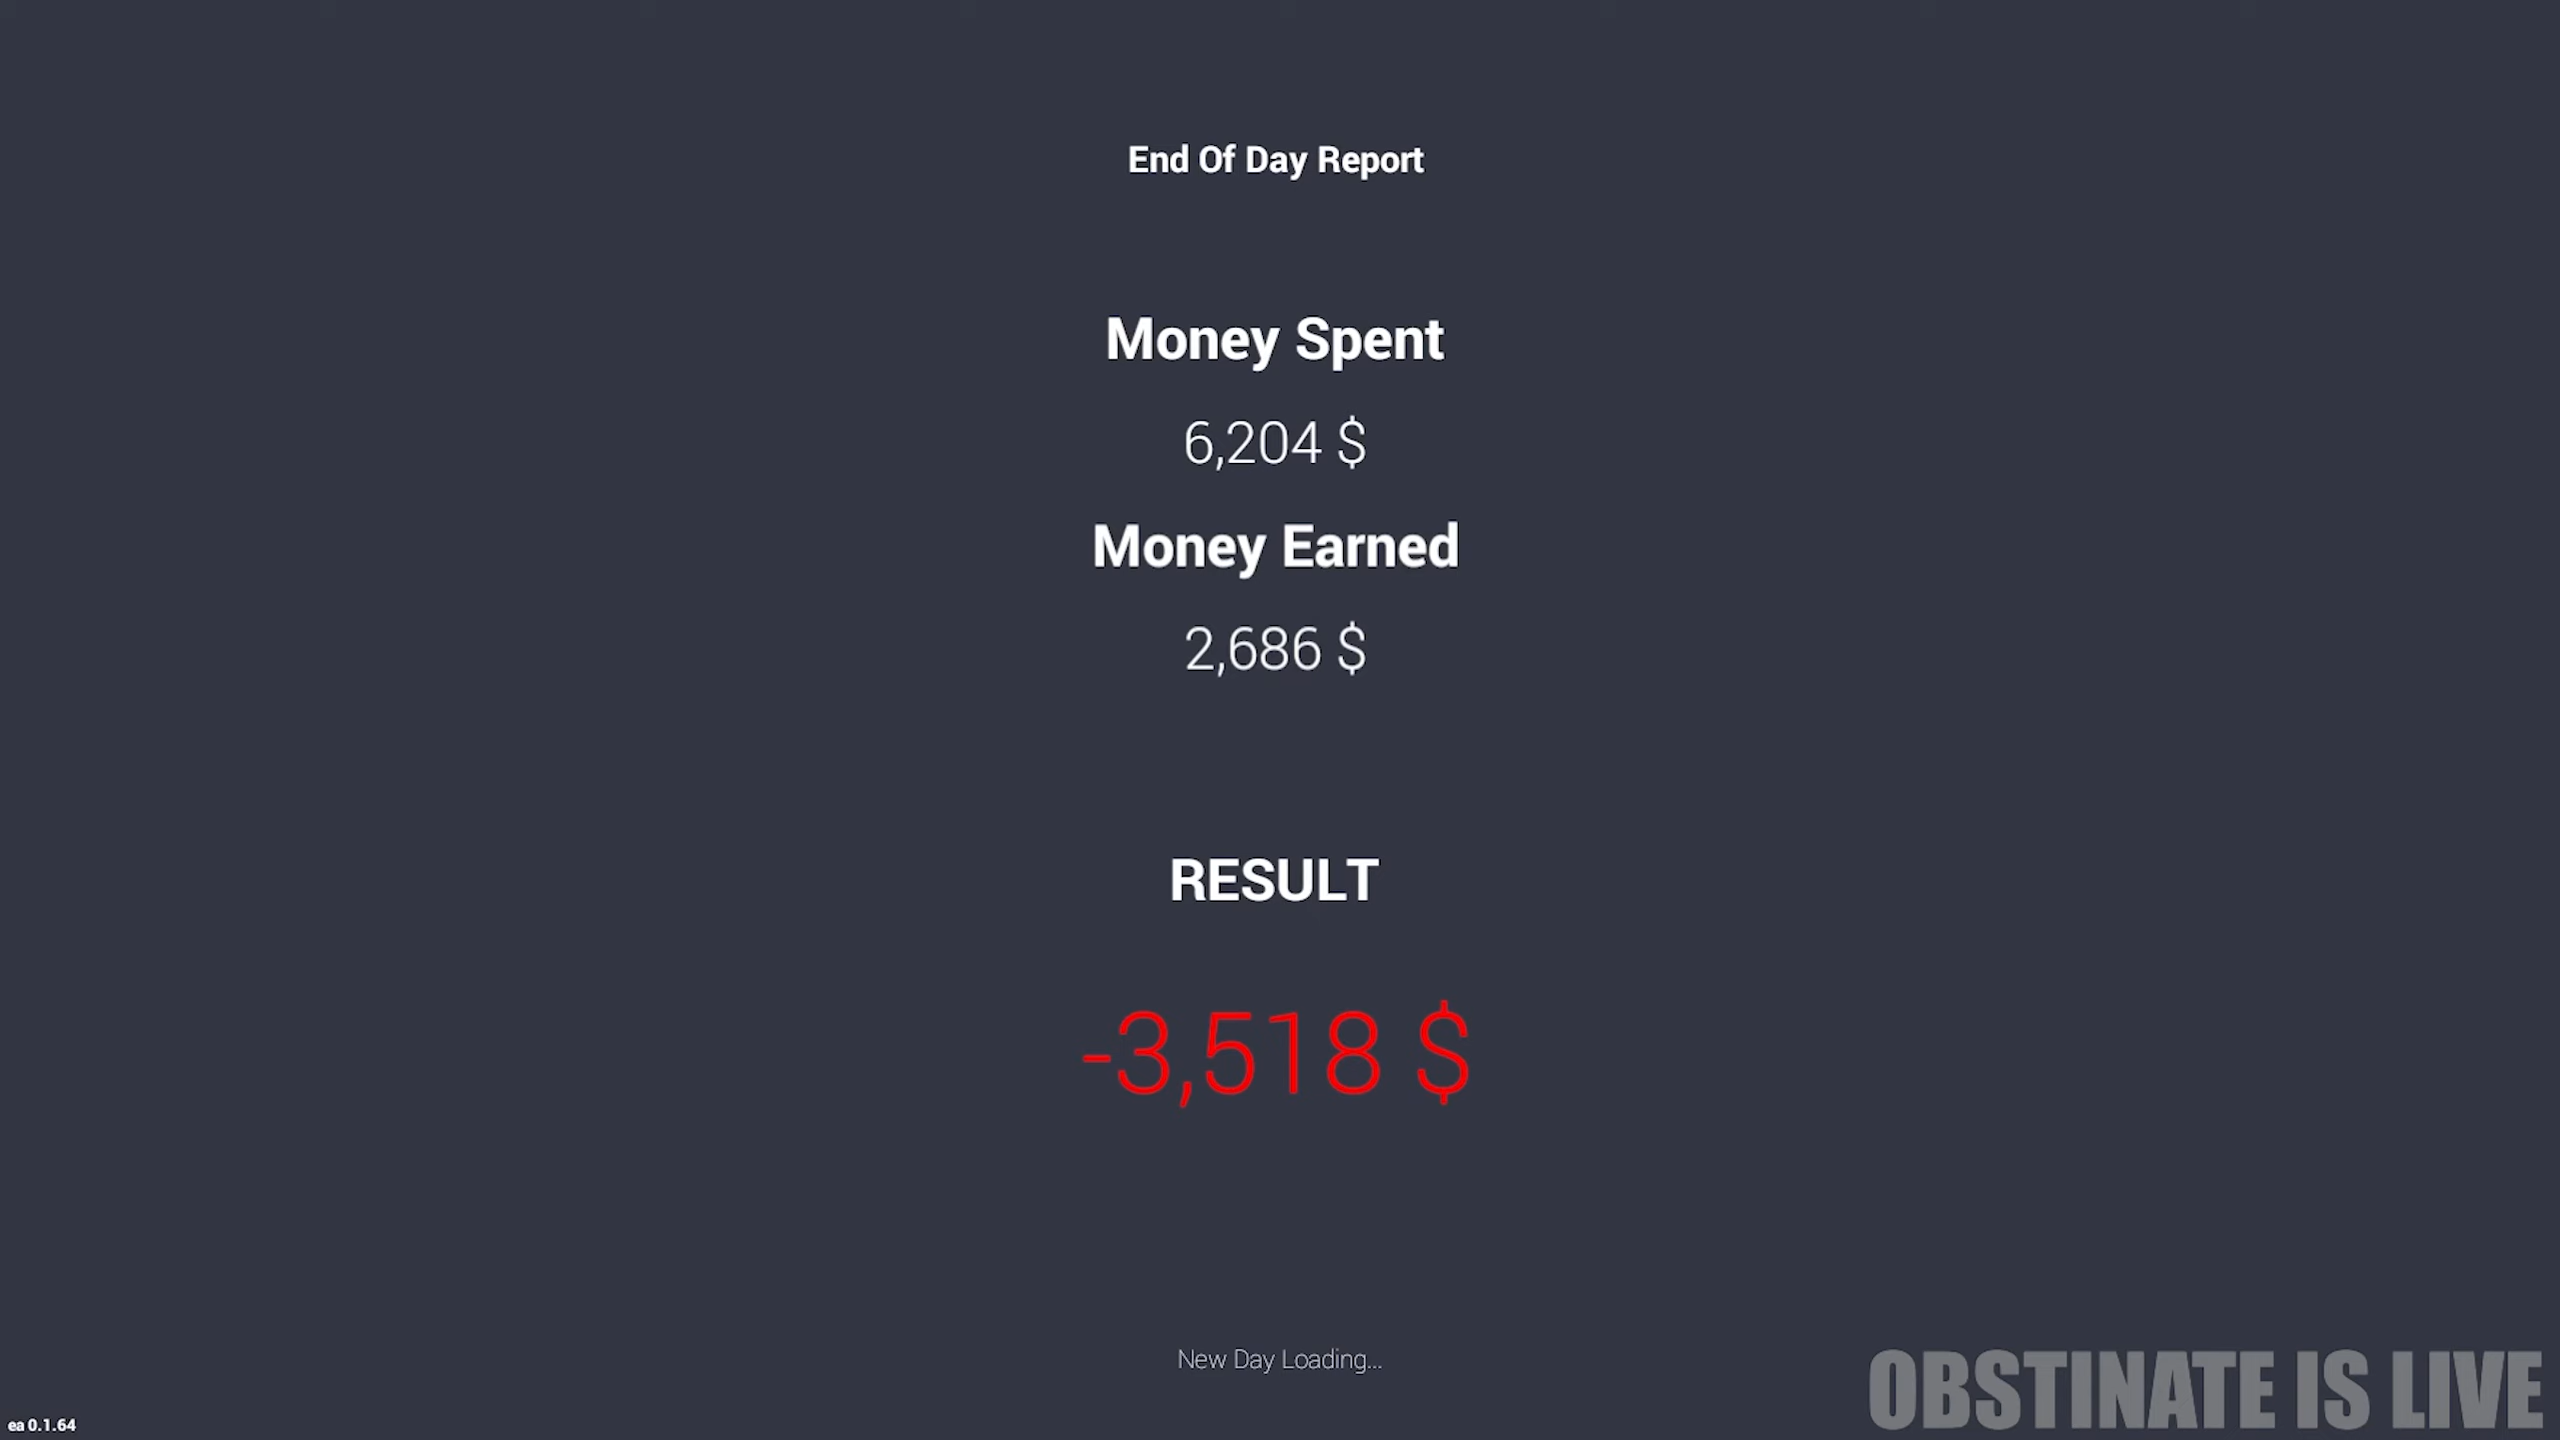 End Of Day Report
Money Spent
6,204 $
Money Earned
2,686 $
RESULT
-3,518 $
New Day Loading...
OBSTINATE IS LIVE
ea 0.1.64